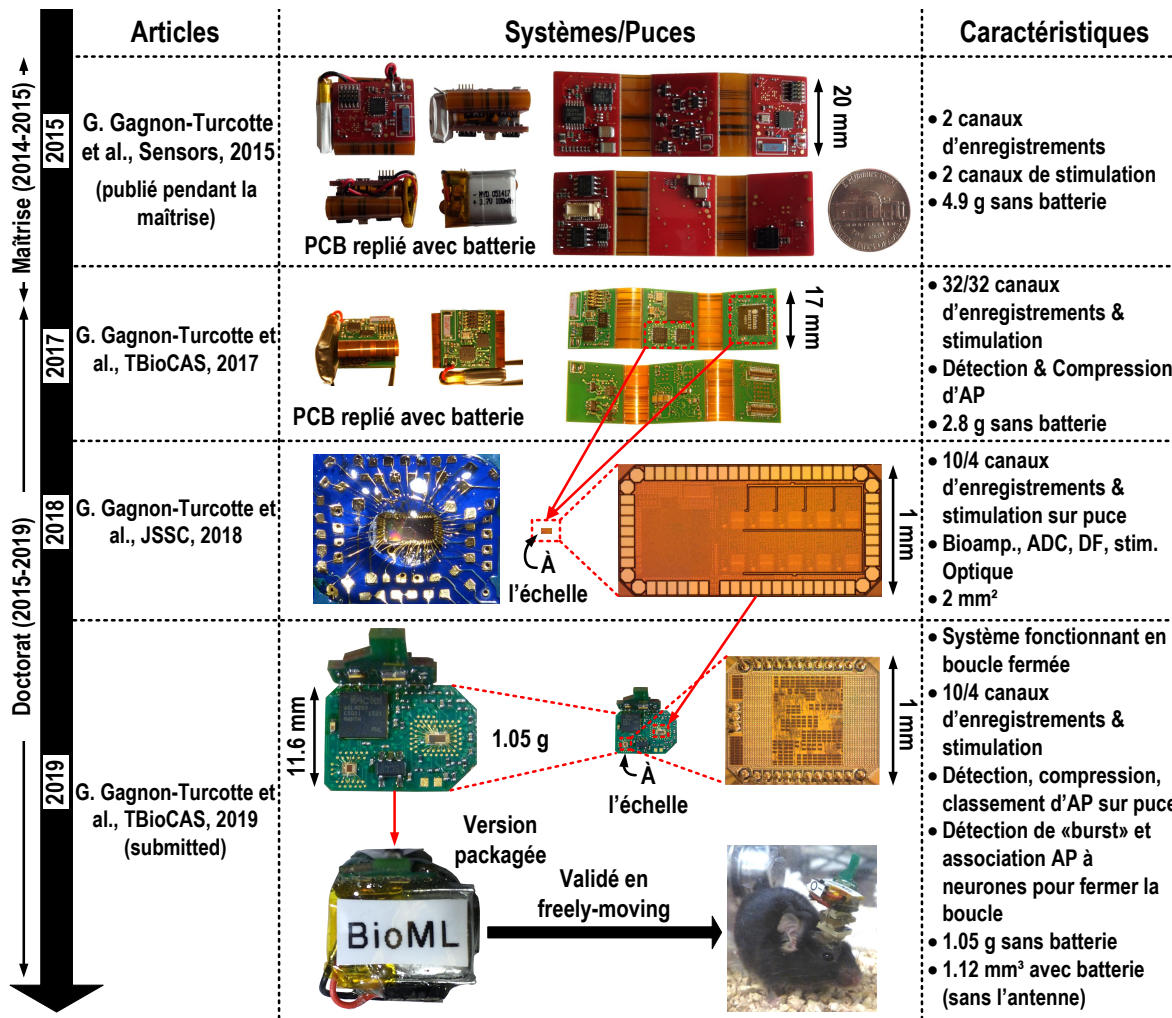 Articles
Systèmes/Puces
Caractéristiques
Maîtrise (2014-2015)
Doctorat (2015-2019)
2015
G. Gagnon-Turcotte
et al., Sensors, 2015
(publié pendant la
maîtrise)
PCB replié avec batterie
20 mm
• 2 canaux
d'enregistrements
• 2 canaux de stimulation
• 4.9 g sans batterie
2017
G. Gagnon-Turcotte et
al., TBioCAS, 2017
PCB replié avec batterie
17 mm
• 32/32 canaux
d'enregistrements &
stimulation
• Détection & Compression
d'AP
• 2.8 g sans batterie
2018
G. Gagnon-Turcotte et
al., JSSC, 2018
À
l'échelle
1 mm
• 10/4 canaux
d'enregistrements &
stimulation sur puce
• Bioamp., ADC, DF, stim.
Optique
• 2 mm²
2019
G. Gagnon-Turcotte et
al., TBioCAS, 2019
(submitted)
11.6 mm
1.05 g
À
l'échelle
1 mm
Version
packagée
BioML
Validé en
freely-moving
• Système fonctionnant en
boucle fermée
• 10/4 canaux
d'enregistrements &
stimulation
• Détection, compression,
classement d'AP sur puce
• Détection de «burst» et
association AP à
neurones pour fermer la
boucle
• 1.05 g sans batterie
• 1.12 mm³ avec batterie
(sans l'antenne)